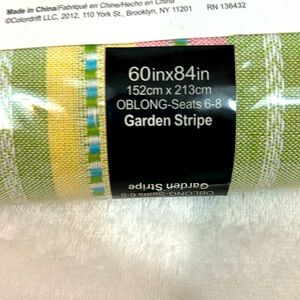 Made in China/Fabriqué en Chine/Hecho en China
©Colordrift LLC, 2012, 110 York St., Brooklyn, NY 11201 RN 136432
60inx84in
152cm x 213cm
OBLONG-Seats 6-8
Garden Stripe
Garden Stripe
OBLONG-Seats 6-8